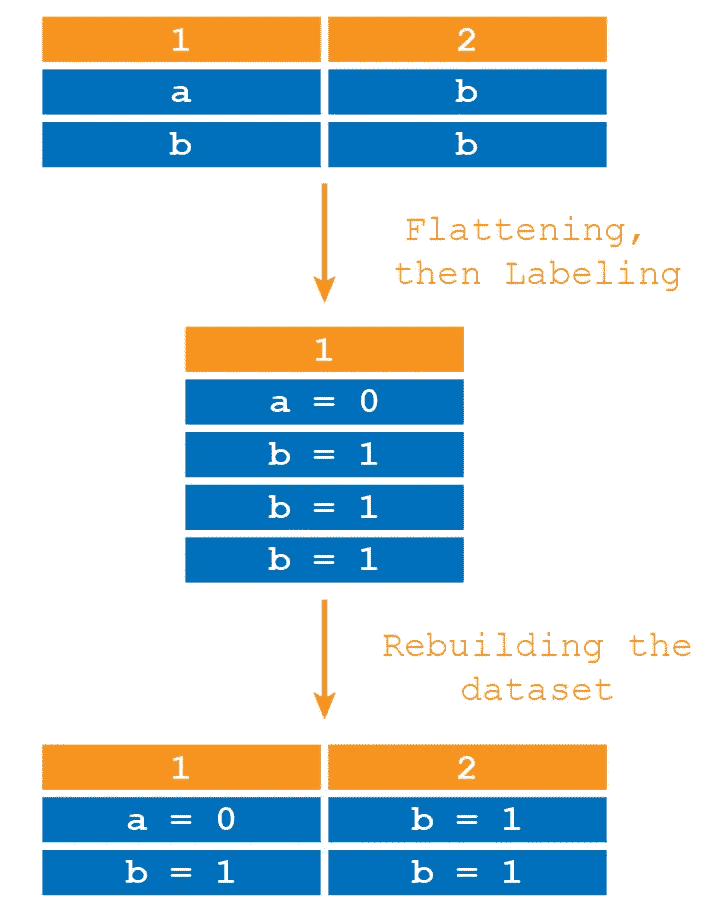 1 2
a b
b b
Flattening,
then Labeling
1
a = 0
b = 1
b = 1
b = 1
Rebuilding the
dataset
1 2
a = 0 b = 1
b = 1 b = 1